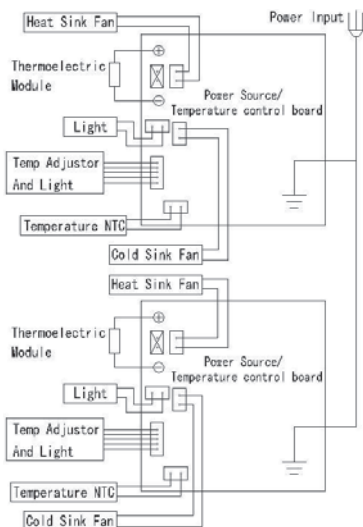 Heat Sink Fan
Power Input
Thermoelectric
Module
Power Source/
Temperature control board
Light
Temp Adjustor
And Light
Temperature NTC
Cold Sink Fan
Heat Sink Fan
Thermoelectric
Module
Power Source/
Temperature control board
Light
Temp Adjustor
And Light
Temperature NTC
Cold Sink Fan